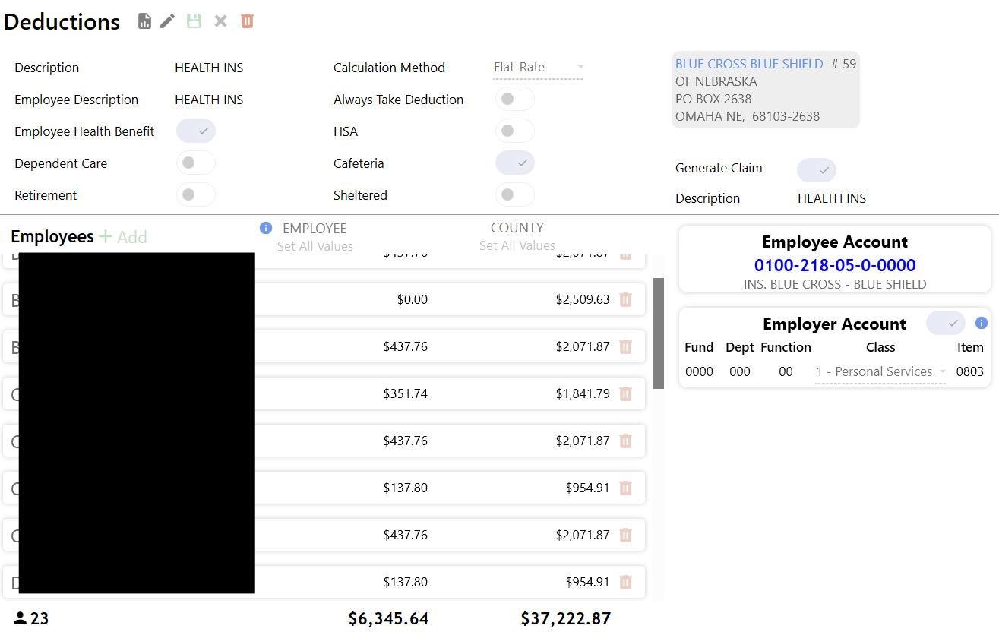 Deductions
Description HEALTH INS
Employee Description HEALTH INS
Employee Health Benefit
Dependent Care
Retirement
Calculation Method Flat-Rate
Always Take Deduction
HSA
Cafeteria
Sheltered
BLUE CROSS BLUE SHIELD # 59
OF NEBRASKA
PO BOX 2638
OMAHA NE, 68103-2638
Generate Claim
Description HEALTH INS
Employees + Add
EMPLOYEE
Set All Values
COUNTY
Set All Values
B $0.00 $2,509.63
B $437.76 $2,071.87
C $351.74 $1,841.79
C $437.76 $2,071.87
C $137.80 $954.91
C $437.76 $2,071.87
D $137.80 $954.91
23 $6,345.64 $37,222.87
Employee Account
0100-218-05-0-0000
INS. BLUE CROSS - BLUE SHIELD
Employer Account
Fund Dept Function Class Item
0000 000 00 1 - Personal Services 0803